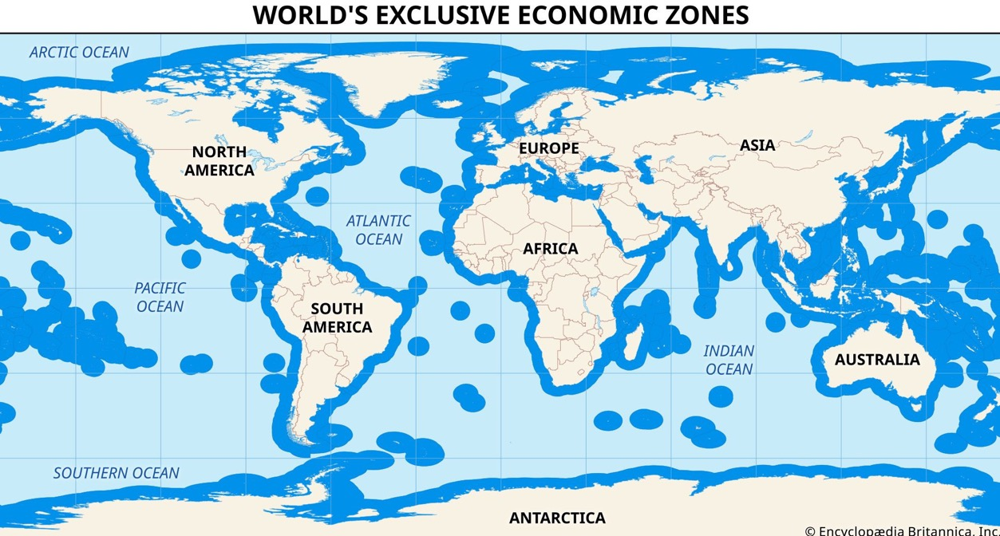 WORLD'S EXCLUSIVE ECONOMIC ZONES
ARCTIC OCEAN
NORTH
AMERICA
EUROPE
ASIA
ATLANTIC
OCEAN
AFRICA
PACIFIC
OCEAN
SOUTH
AMERICA
INDIAN
OCEAN
AUSTRALIA
SOUTHERN OCEAN
ANTARCTICA
© Encyclopædia Britannica, Inc.